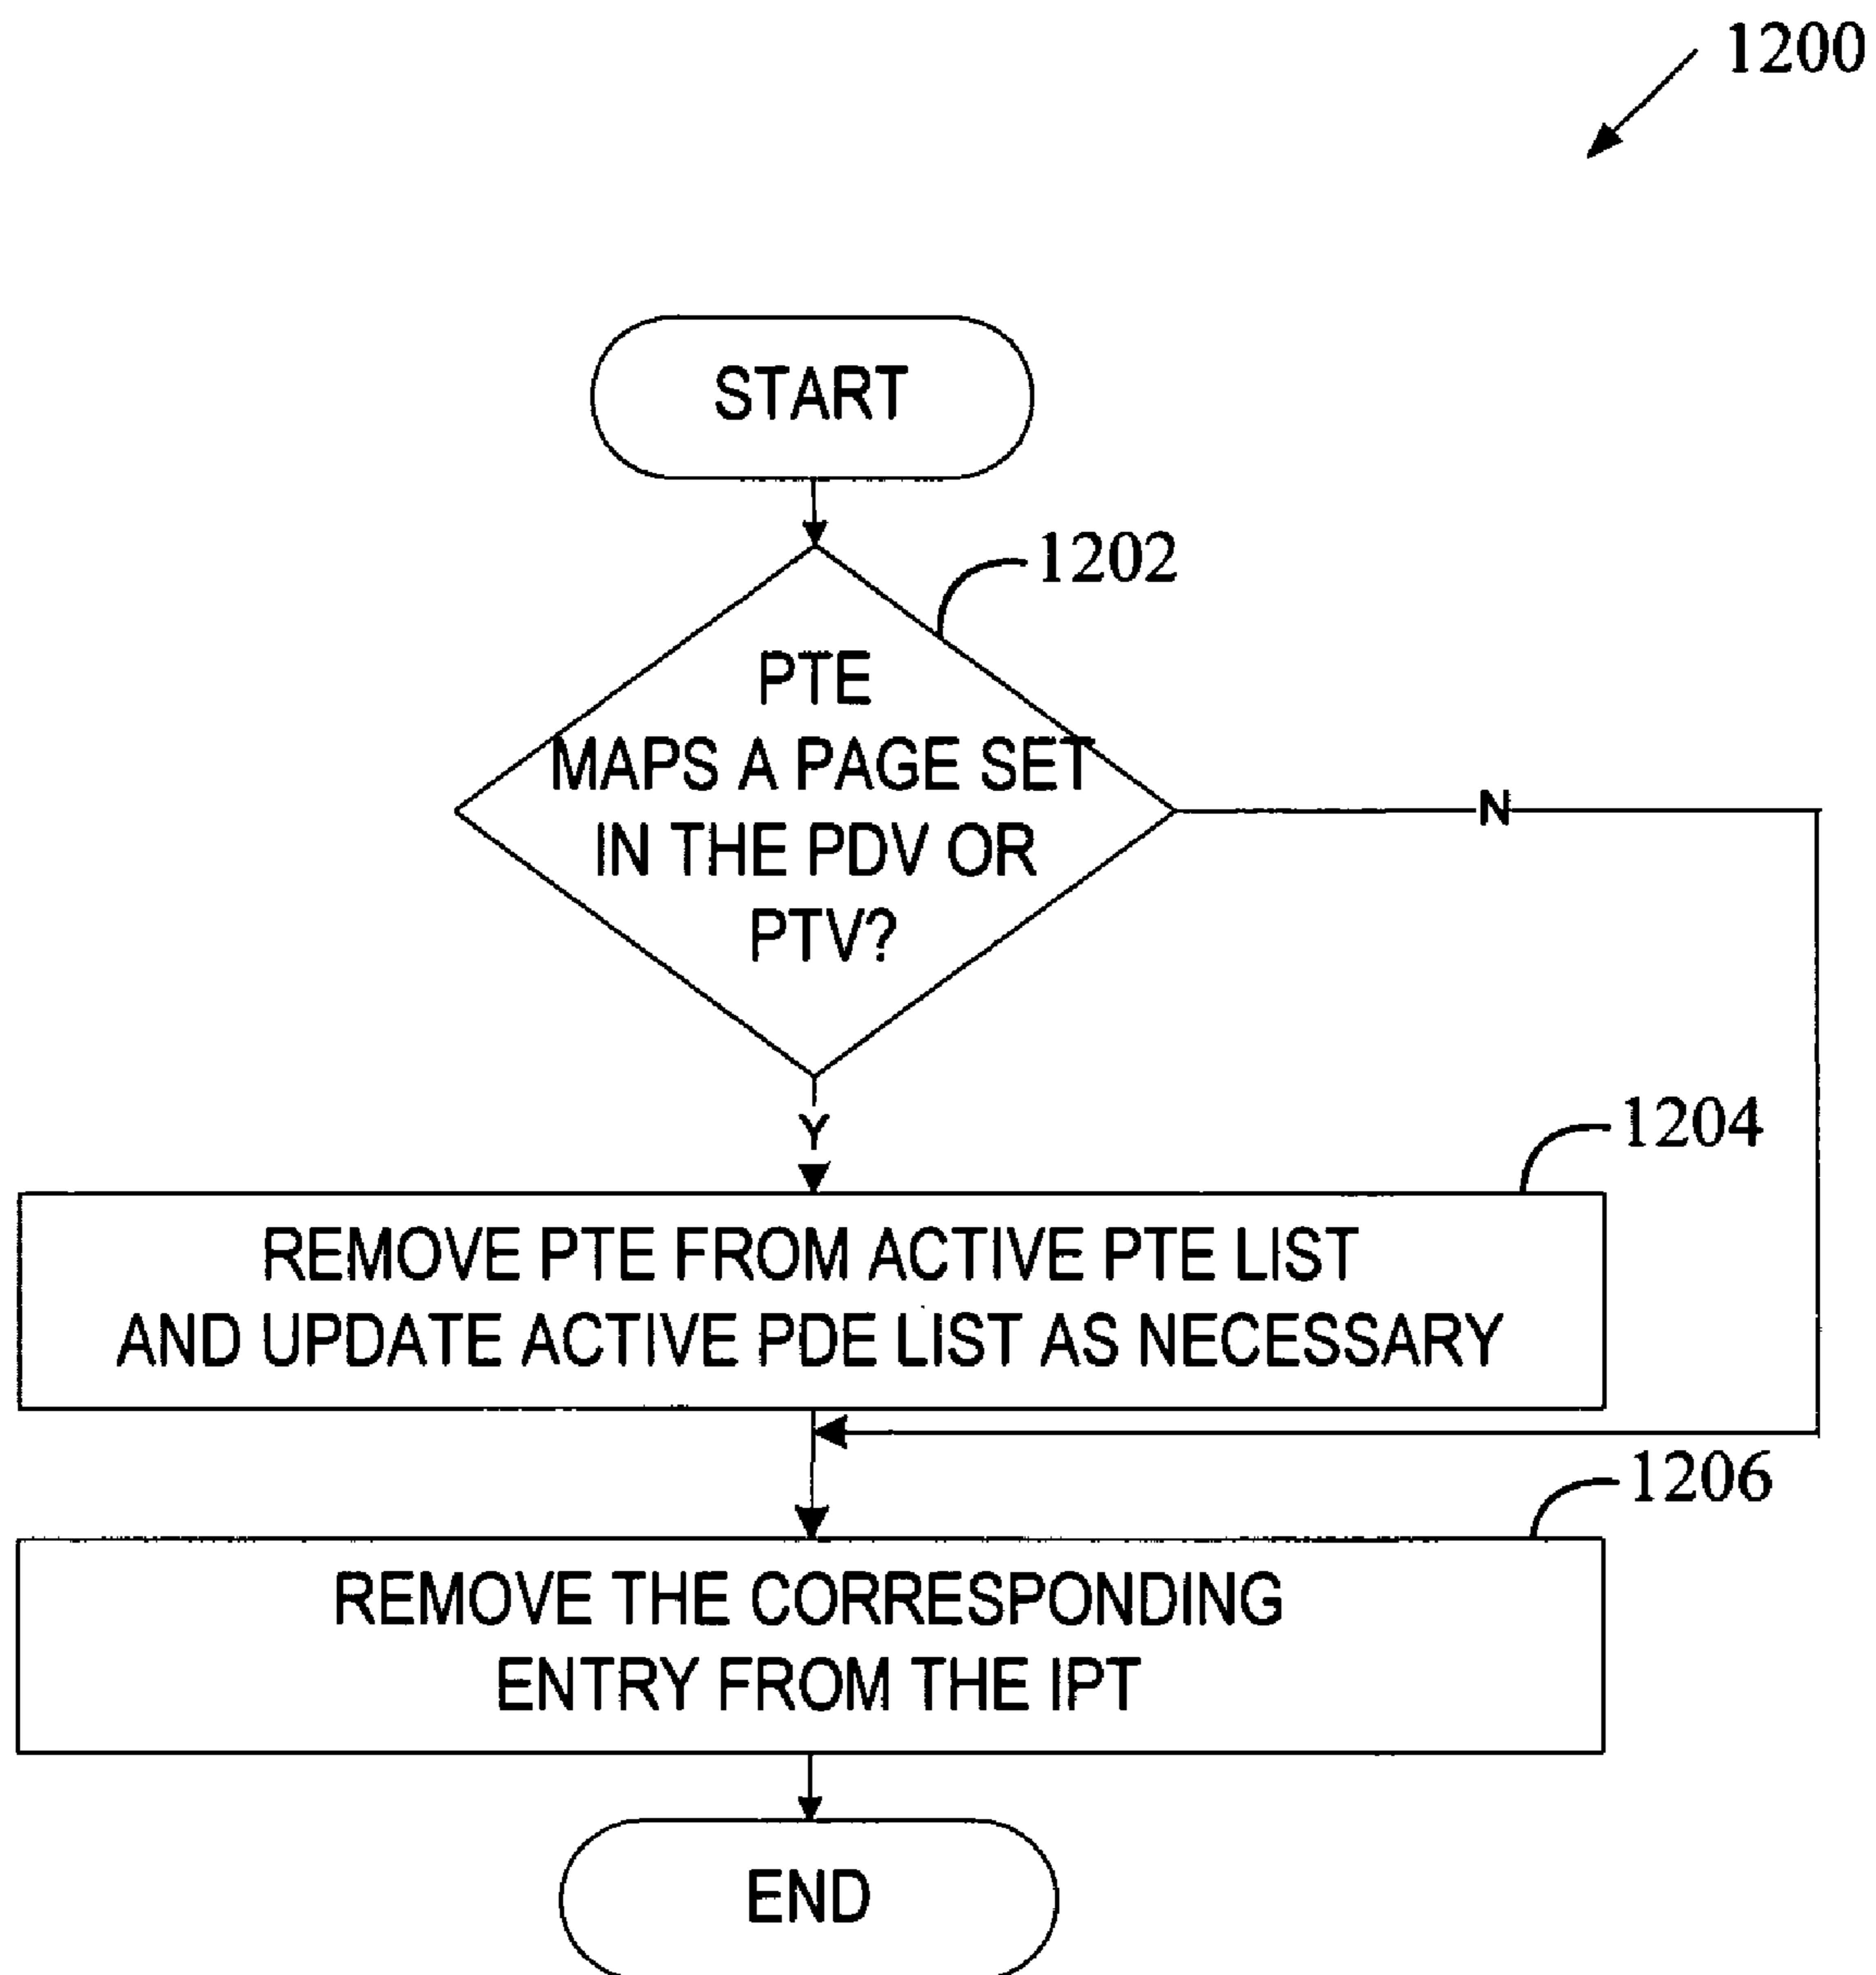 1200
START
1202
PTE
MAPS A PAGE SET
IN THE PDV OR
PTV?
N
Y
1204
REMOVE PTE FROM ACTIVE PTE LIST
AND UPDATE ACTIVE PDE LIST AS NECESSARY
1206
REMOVE THE CORRESPONDING
ENTRY FROM THE IPT
END